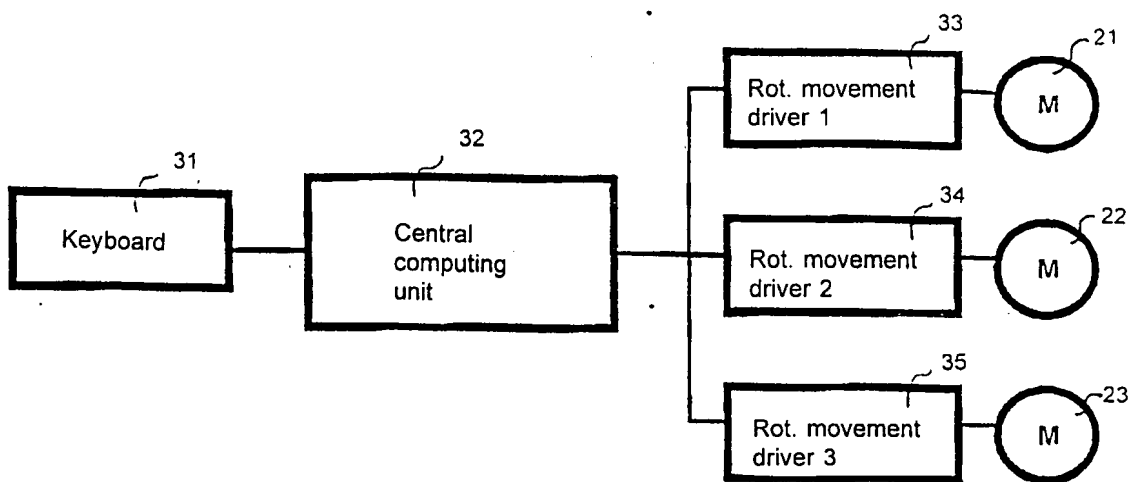 33
21
Rot. movement
driver 1
M
31
32
Keyboard
Central
computing
unit
34
22
Rot. movement
driver 2
M
35
23
Rot. movement
driver 3
M